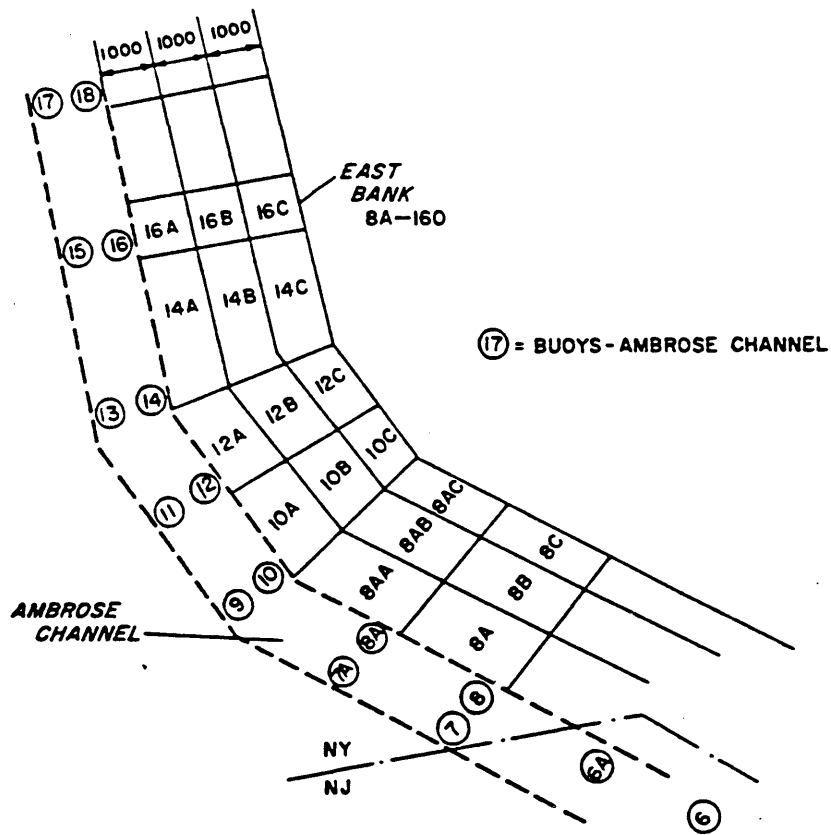 1000 1000 1000
17 18
EAST
BANK
8A-160
16A 16B 16C
15 16
14A 14B 14C
17 = BUOYS-AMBROSE CHANNEL
13 14
12A 12B 12C
11 12
10A 10B 10C
9 10
8AA 8AB 8AC
AMBROSE
CHANNEL
7A 8A
8A 8B 8C
7 8
NY
NJ
6A
6